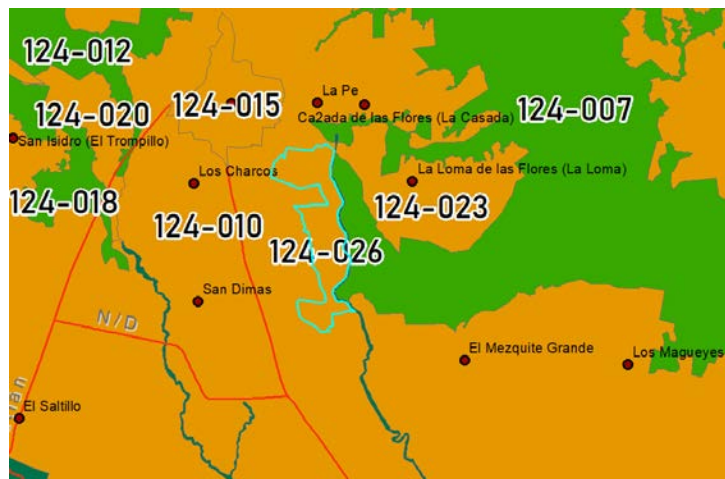 124-012
La Pe
124-020
124-015
124-007
Ca2ada de las Flores (La Casada)
San Isidro (El Trompillo)
Los Charcos
La Loma de las Flores (La Loma)
124-018
124-023
124-010
124-026
San Dimas
N/D
El Mezquite Grande
Los Magueyes
El Saltillo